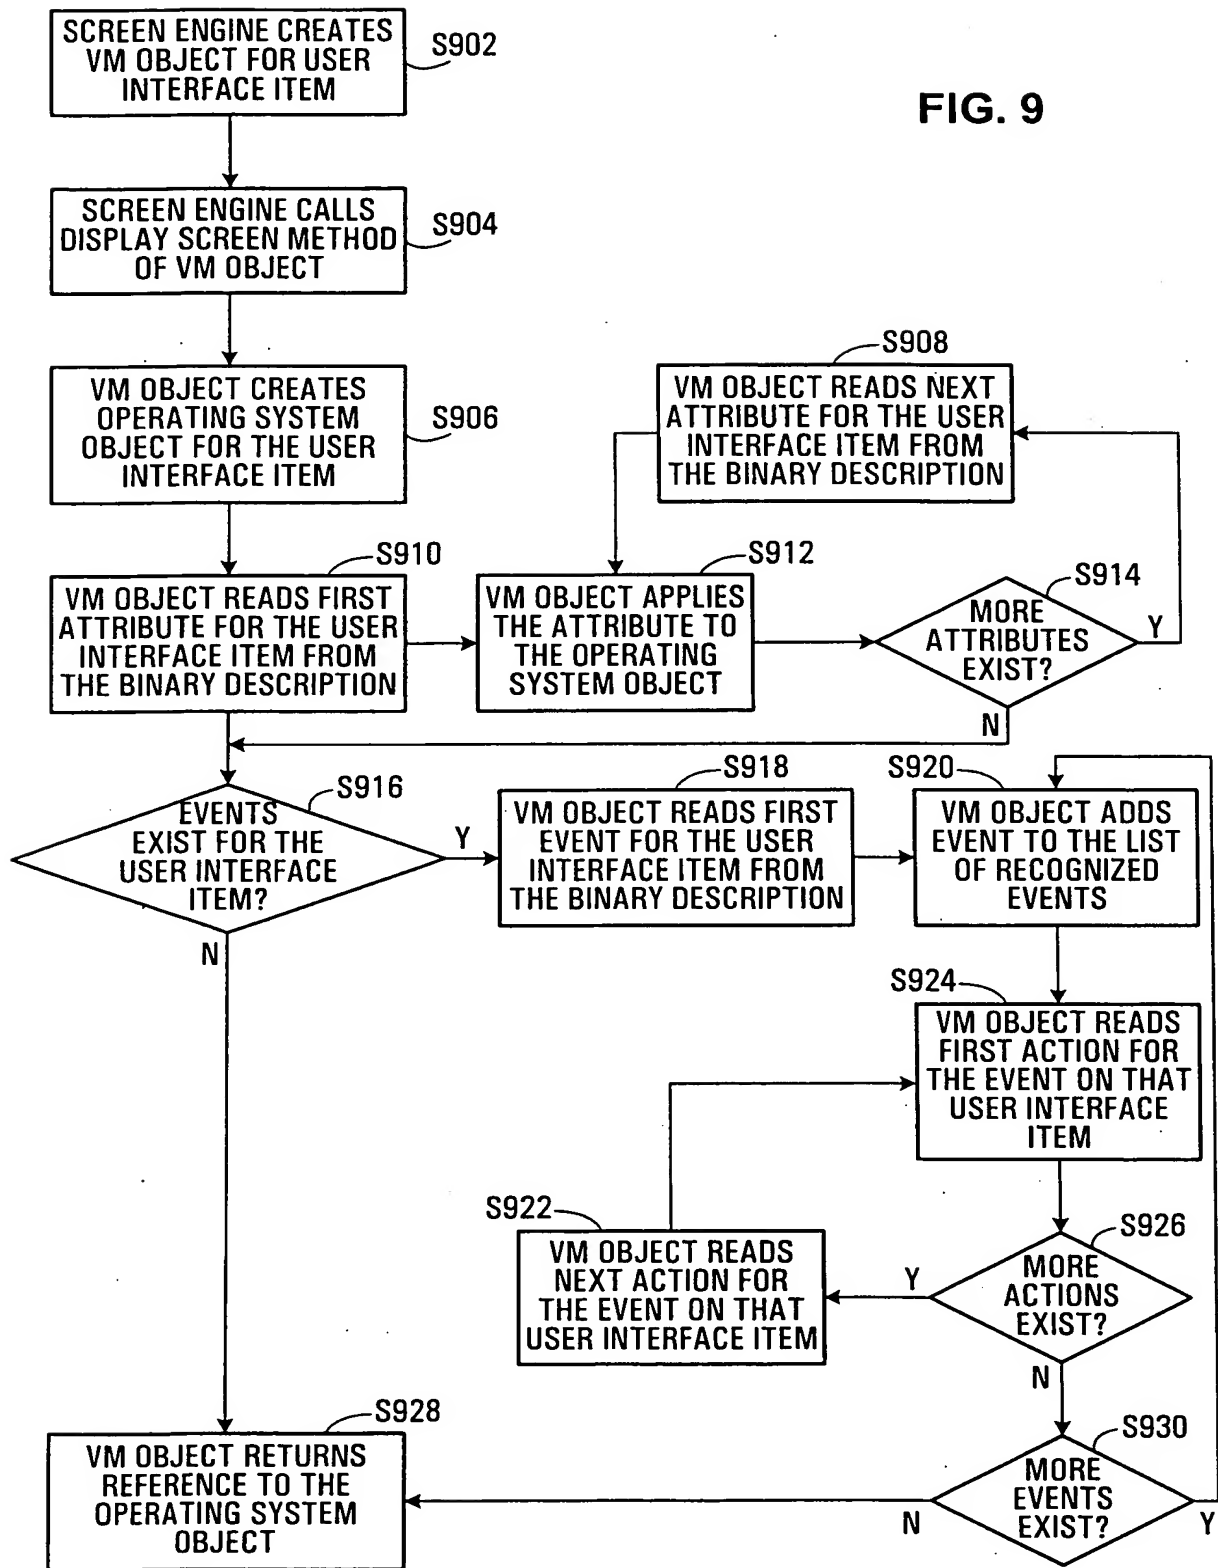 SCREEN ENGINE CREATES
VM OBJECT FOR USER
INTERFACE ITEM
S902
FIG. 9
SCREEN ENGINE CALLS
DISPLAY SCREEN METHOD
OF VM OBJECT
S904
VM OBJECT CREATES
OPERATING SYSTEM
OBJECT FOR THE USER
INTERFACE ITEM
S906
S908
VM OBJECT READS NEXT
ATTRIBUTE FOR THE USER
INTERFACE ITEM FROM
THE BINARY DESCRIPTION
S910
VM OBJECT READS FIRST
ATTRIBUTE FOR THE USER
INTERFACE ITEM FROM
THE BINARY DESCRIPTION
S912
VM OBJECT APPLIES
THE ATTRIBUTE TO
THE OPERATING
SYSTEM OBJECT
S914
MORE
ATTRIBUTES
EXIST?
Y
N
S916
EVENTS
EXIST FOR THE
USER INTERFACE
ITEM?
Y
N
S918
VM OBJECT READS FIRST
EVENT FOR THE USER
INTERFACE ITEM FROM
THE BINARY DESCRIPTION
S920
VM OBJECT ADDS
EVENT TO THE LIST
OF RECOGNIZED
EVENTS
S924
VM OBJECT READS
FIRST ACTION FOR
THE EVENT ON THAT
USER INTERFACE
ITEM
S922
VM OBJECT READS
NEXT ACTION FOR
THE EVENT ON THAT
USER INTERFACE ITEM
S926
MORE
ACTIONS
EXIST?
Y
N
S928
VM OBJECT RETURNS
REFERENCE TO THE
OPERATING SYSTEM
OBJECT
S930
MORE
EVENTS
EXIST?
N
Y